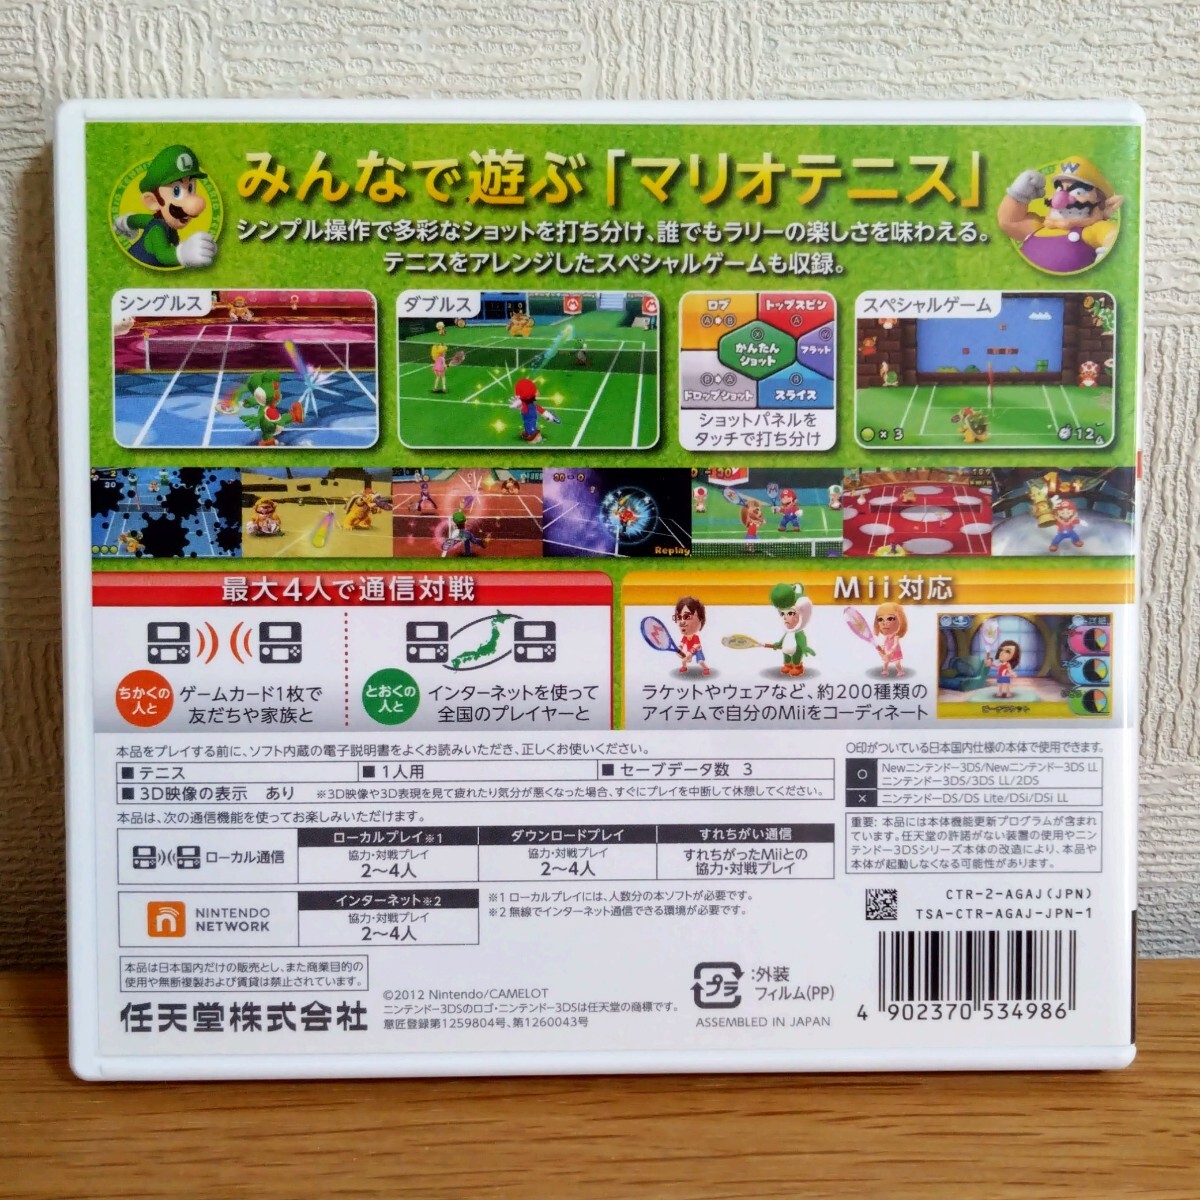 みんなで遊ぶ「マリオテニス」
シンプル操作で多彩なショットを打ち分け、誰でもラリーの楽しさを味わえる。
テニスをアレンジしたスペシャルゲームも収録。
シングルス
ダブルス
ロブ
トップスピン
かんたん
ショット
フラット
ドロップショット
スライス
ショットパネルを
タッチで打ち分け
スペシャルゲーム
×3
12
30
Replay
最大4人で通信対戦
ちかくの
人と
ゲームカード1枚で
友だちや家族と
とおくの
人と
インターネットを使って
全国のプレイヤーと
Mii対応
ラケットやウェアなど、約200種類の
アイテムで自分のMiiをコーディネート
本品をプレイする前に、ソフト内蔵の電子説明書をよくお読みいただき、正しくお使いください。
■ テニス
■ 1人用
■ セーブデータ数 3
■ 3D映像の表示 あり ※3D映像や3D表現を見て疲れたり気分が悪くなった場合、すぐにプレイを中断して休憩してください。
本品は、次の通信機能を使ってお楽しみいただけます。
ローカル通信
ローカルプレイ※1
協力・対戦プレイ
2〜4人
ダウンロードプレイ
協力・対戦プレイ
2〜4人
すれちがい通信
すれちがったMiiとの
協力・対戦プレイ
NINTENDO
NETWORK
インターネット※2
協力・対戦プレイ
2〜4人
※1 ローカルプレイには、人数分の本ソフトが必要です。
※2 無線でインターネット通信できる環境が必要です。
○印がついている日本国内仕様の本体で使用できます。
○ Newニンテンドー3DS/Newニンテンドー3DS LL
ニンテンドー3DS/3DS LL/2DS
× ニンテンドーDS/DS Lite/DSi/DSi LL
重要: 本品には本体機能更新プログラムが含まれ
ています。任天堂の許諾がない装置の使用やニン
テンドー3DSシリーズ本体の改造により、本品や
本体が起動しなくなる可能性があります。
CTR-2-AGAJ(JPN)
TSA-CTR-AGAJ-JPN-1
本品は日本国内だけの販売とし、また商業目的の
使用や無断複製および賃貸は禁止されています。
任天堂株式会社
©2012 Nintendo/CAMELOT
ニンテンドー3DSのロゴ・ニンテンドー3DSは任天堂の商標です。
意匠登録第1259804号、第1260043号
プラ
:外装
フィルム(PP)
ASSEMBLED IN JAPAN
4 902370 534986